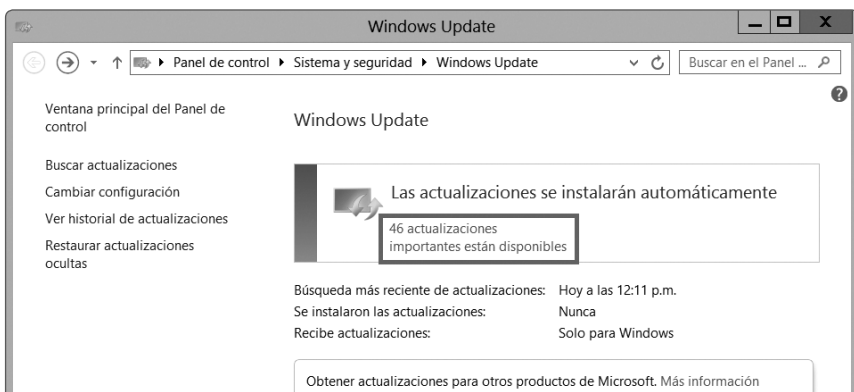 Windows Update
Panel de control Sistema y seguridad Windows Update
Buscar en el Panel ...
Ventana principal del Panel de
control
Buscar actualizaciones
Cambiar configuración
Ver historial de actualizaciones
Restaurar actualizaciones
ocultas
Windows Update
Las actualizaciones se instalarán automáticamente
46 actualizaciones
importantes están disponibles
Búsqueda más reciente de actualizaciones: Hoy a las 12:11 p.m.
Se instalaron las actualizaciones: Nunca
Recibe actualizaciones: Solo para Windows
Obtener actualizaciones para otros productos de Microsoft. Más información